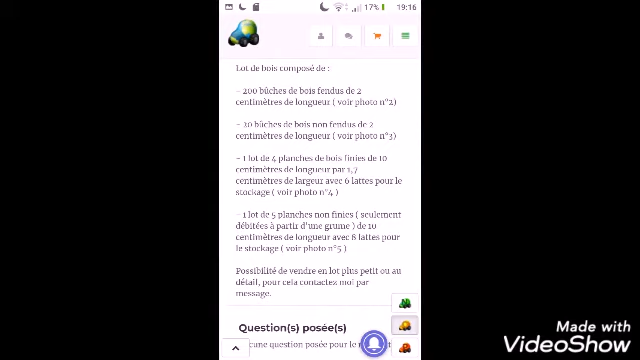 17% 19:16
Lot de bois composé de :
- 200 bûches de bois fendus de 2
centimètres de longueur ( voir photo n°2)
- 20 bûches de bois non fendus de 2
centimètres de longueur ( voir photo n°3)
- 1 lot de 4 planches de bois finies de 10
centimètres de longueur par 1,7
centimètres de largeur avec 6 lattes pour le
stockage ( voir photo n°4 )
- 1 lot de 5 planches non finies ( seulement
débitées à partir d'une grume ) de 10
centimètres de longueur avec 8 lattes pour
le stockage ( voir photo n°5 )
Possibilité de vendre en lot plus petit ou au
détail, pour cela contactez moi par
message.
Question(s) posée(s)
question posée pour le
Made with
VideoShow